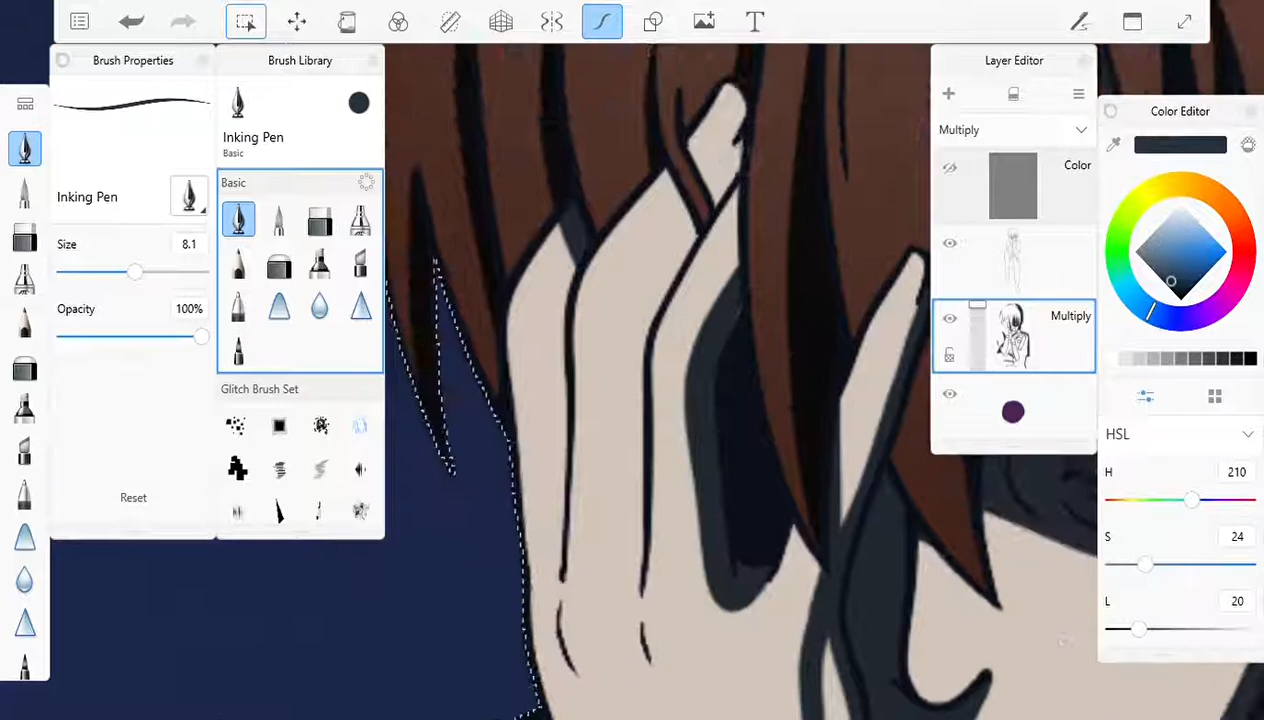 Brush Properties
Inking Pen
Size
8.1
Opacity
100%
Reset
Brush Library
Inking Pen
Basic
Basic
Glitch Brush Set
Layer Editor
Multiply
Color
Multiply
Color Editor
HSL
H
210
S
24
L
20